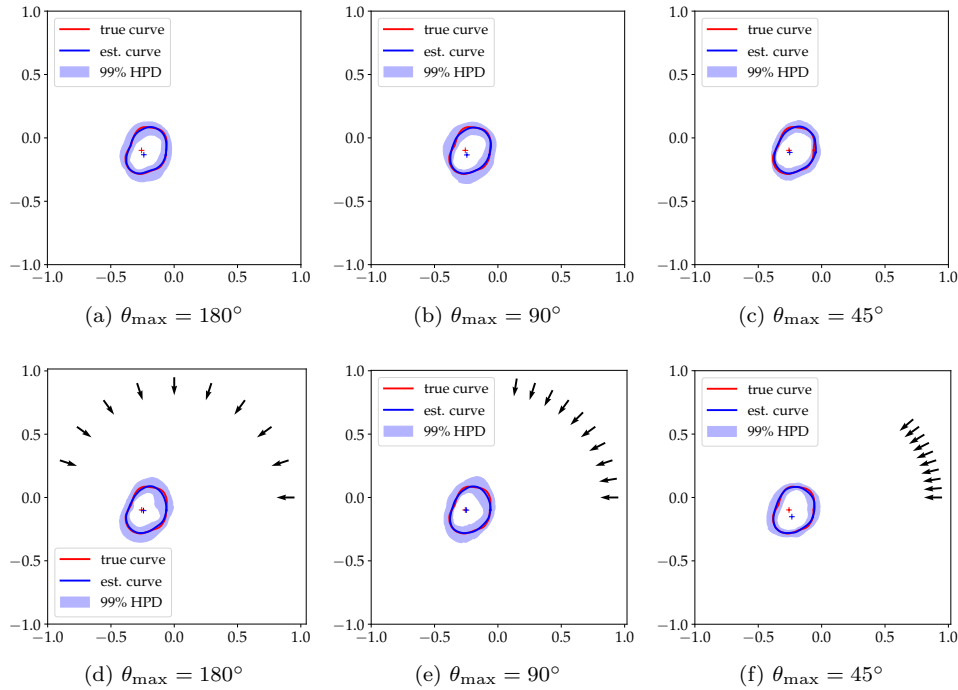 1.0
0.5
0.0
−0.5
−1.0
−1.0 −0.5 0.0 0.5 1.0
true curve
est. curve
99% HPD
(a) θmax = 180°
1.0
0.5
0.0
−0.5
−1.0
−1.0 −0.5 0.0 0.5 1.0
true curve
est. curve
99% HPD
(b) θmax = 90°
1.0
0.5
0.0
−0.5
−1.0
−1.0 −0.5 0.0 0.5 1.0
true curve
est. curve
99% HPD
(c) θmax = 45°
1.0
0.5
0.0
−0.5
−1.0
−1.0 −0.5 0.0 0.5 1.0
true curve
est. curve
99% HPD
(d) θmax = 180°
1.0
0.5
0.0
−0.5
−1.0
−1.0 −0.5 0.0 0.5 1.0
true curve
est. curve
99% HPD
(e) θmax = 90°
1.0
0.5
0.0
−0.5
−1.0
−1.0 −0.5 0.0 0.5 1.0
true curve
est. curve
99% HPD
(f) θmax = 45°